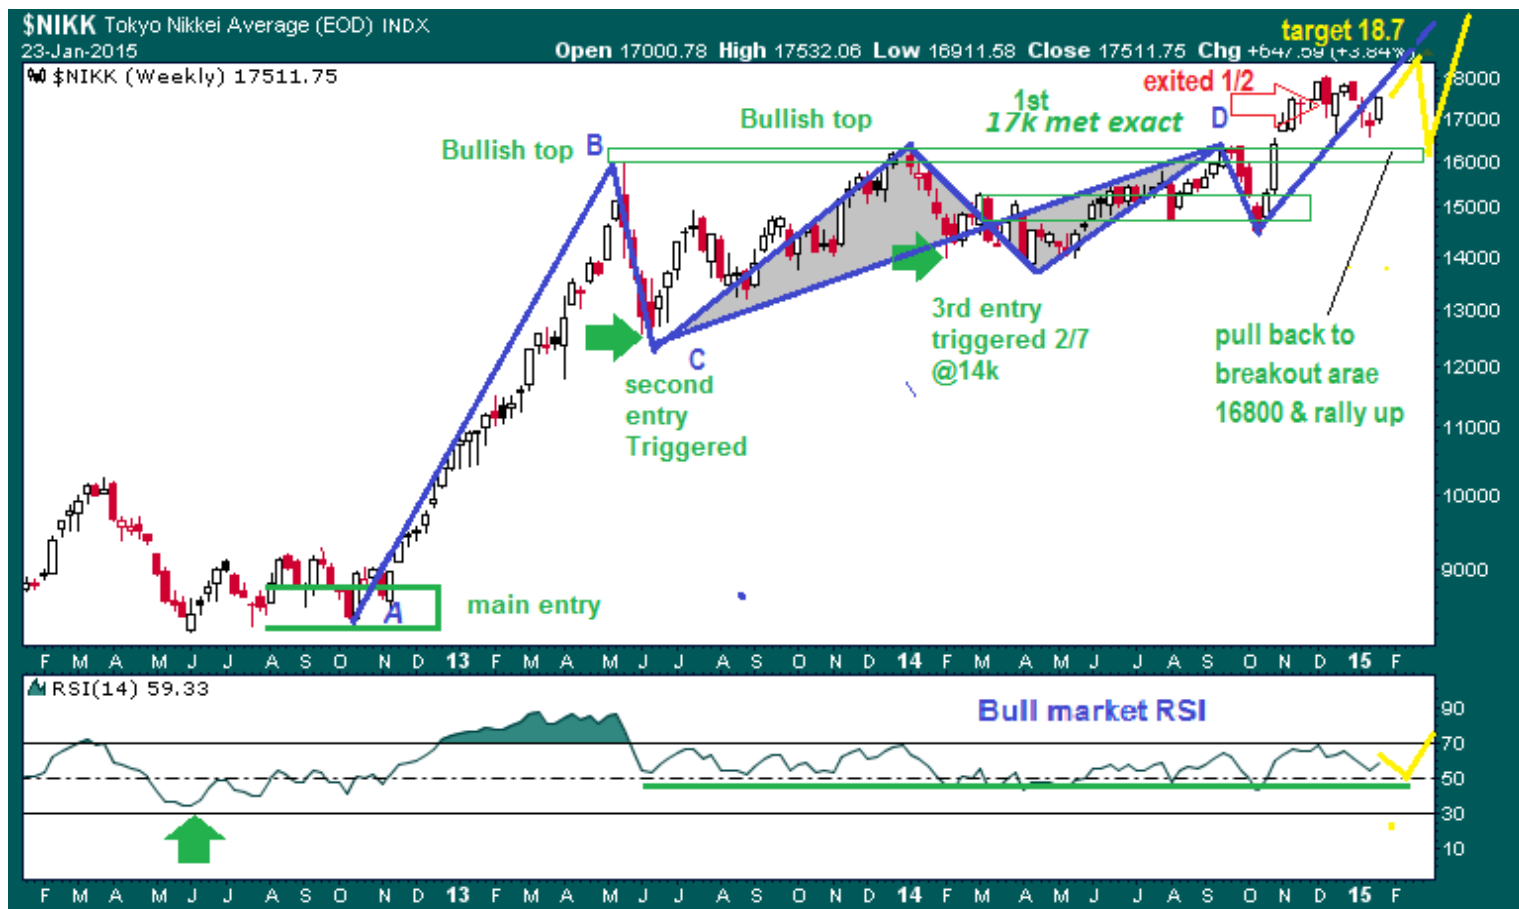 $NIKK Tokyo Nikkei Average (EOD) INDX
target 18.7
23-Jan-2015
Open 17000.78 High 17532.06 Low 16911.58 Close 17511.75 Chg +647.59 (+3.84%)
$NIKK (Weekly) 17511.75
exited 1/2
1st
17k met exact
Bullish top
Bullish top
B
D
18000
17000
16000
15000
14000
13000
12000
11000
10000
9000
C
second
entry
Triggered
3rd entry
triggered 2/7
@14k
pull back to
breakout arae
16800 & rally up
A
main entry
F M A M J J A S O N D 13 F M A M J J A S O N D 14 F M A M J J A S O N D 15 F
RSI(14) 59.33
Bull market RSI
90
70
50
30
10
F M A M J J A S O N D 13 F M A M J J A S O N D 14 F M A M J J A S O N D 15 F